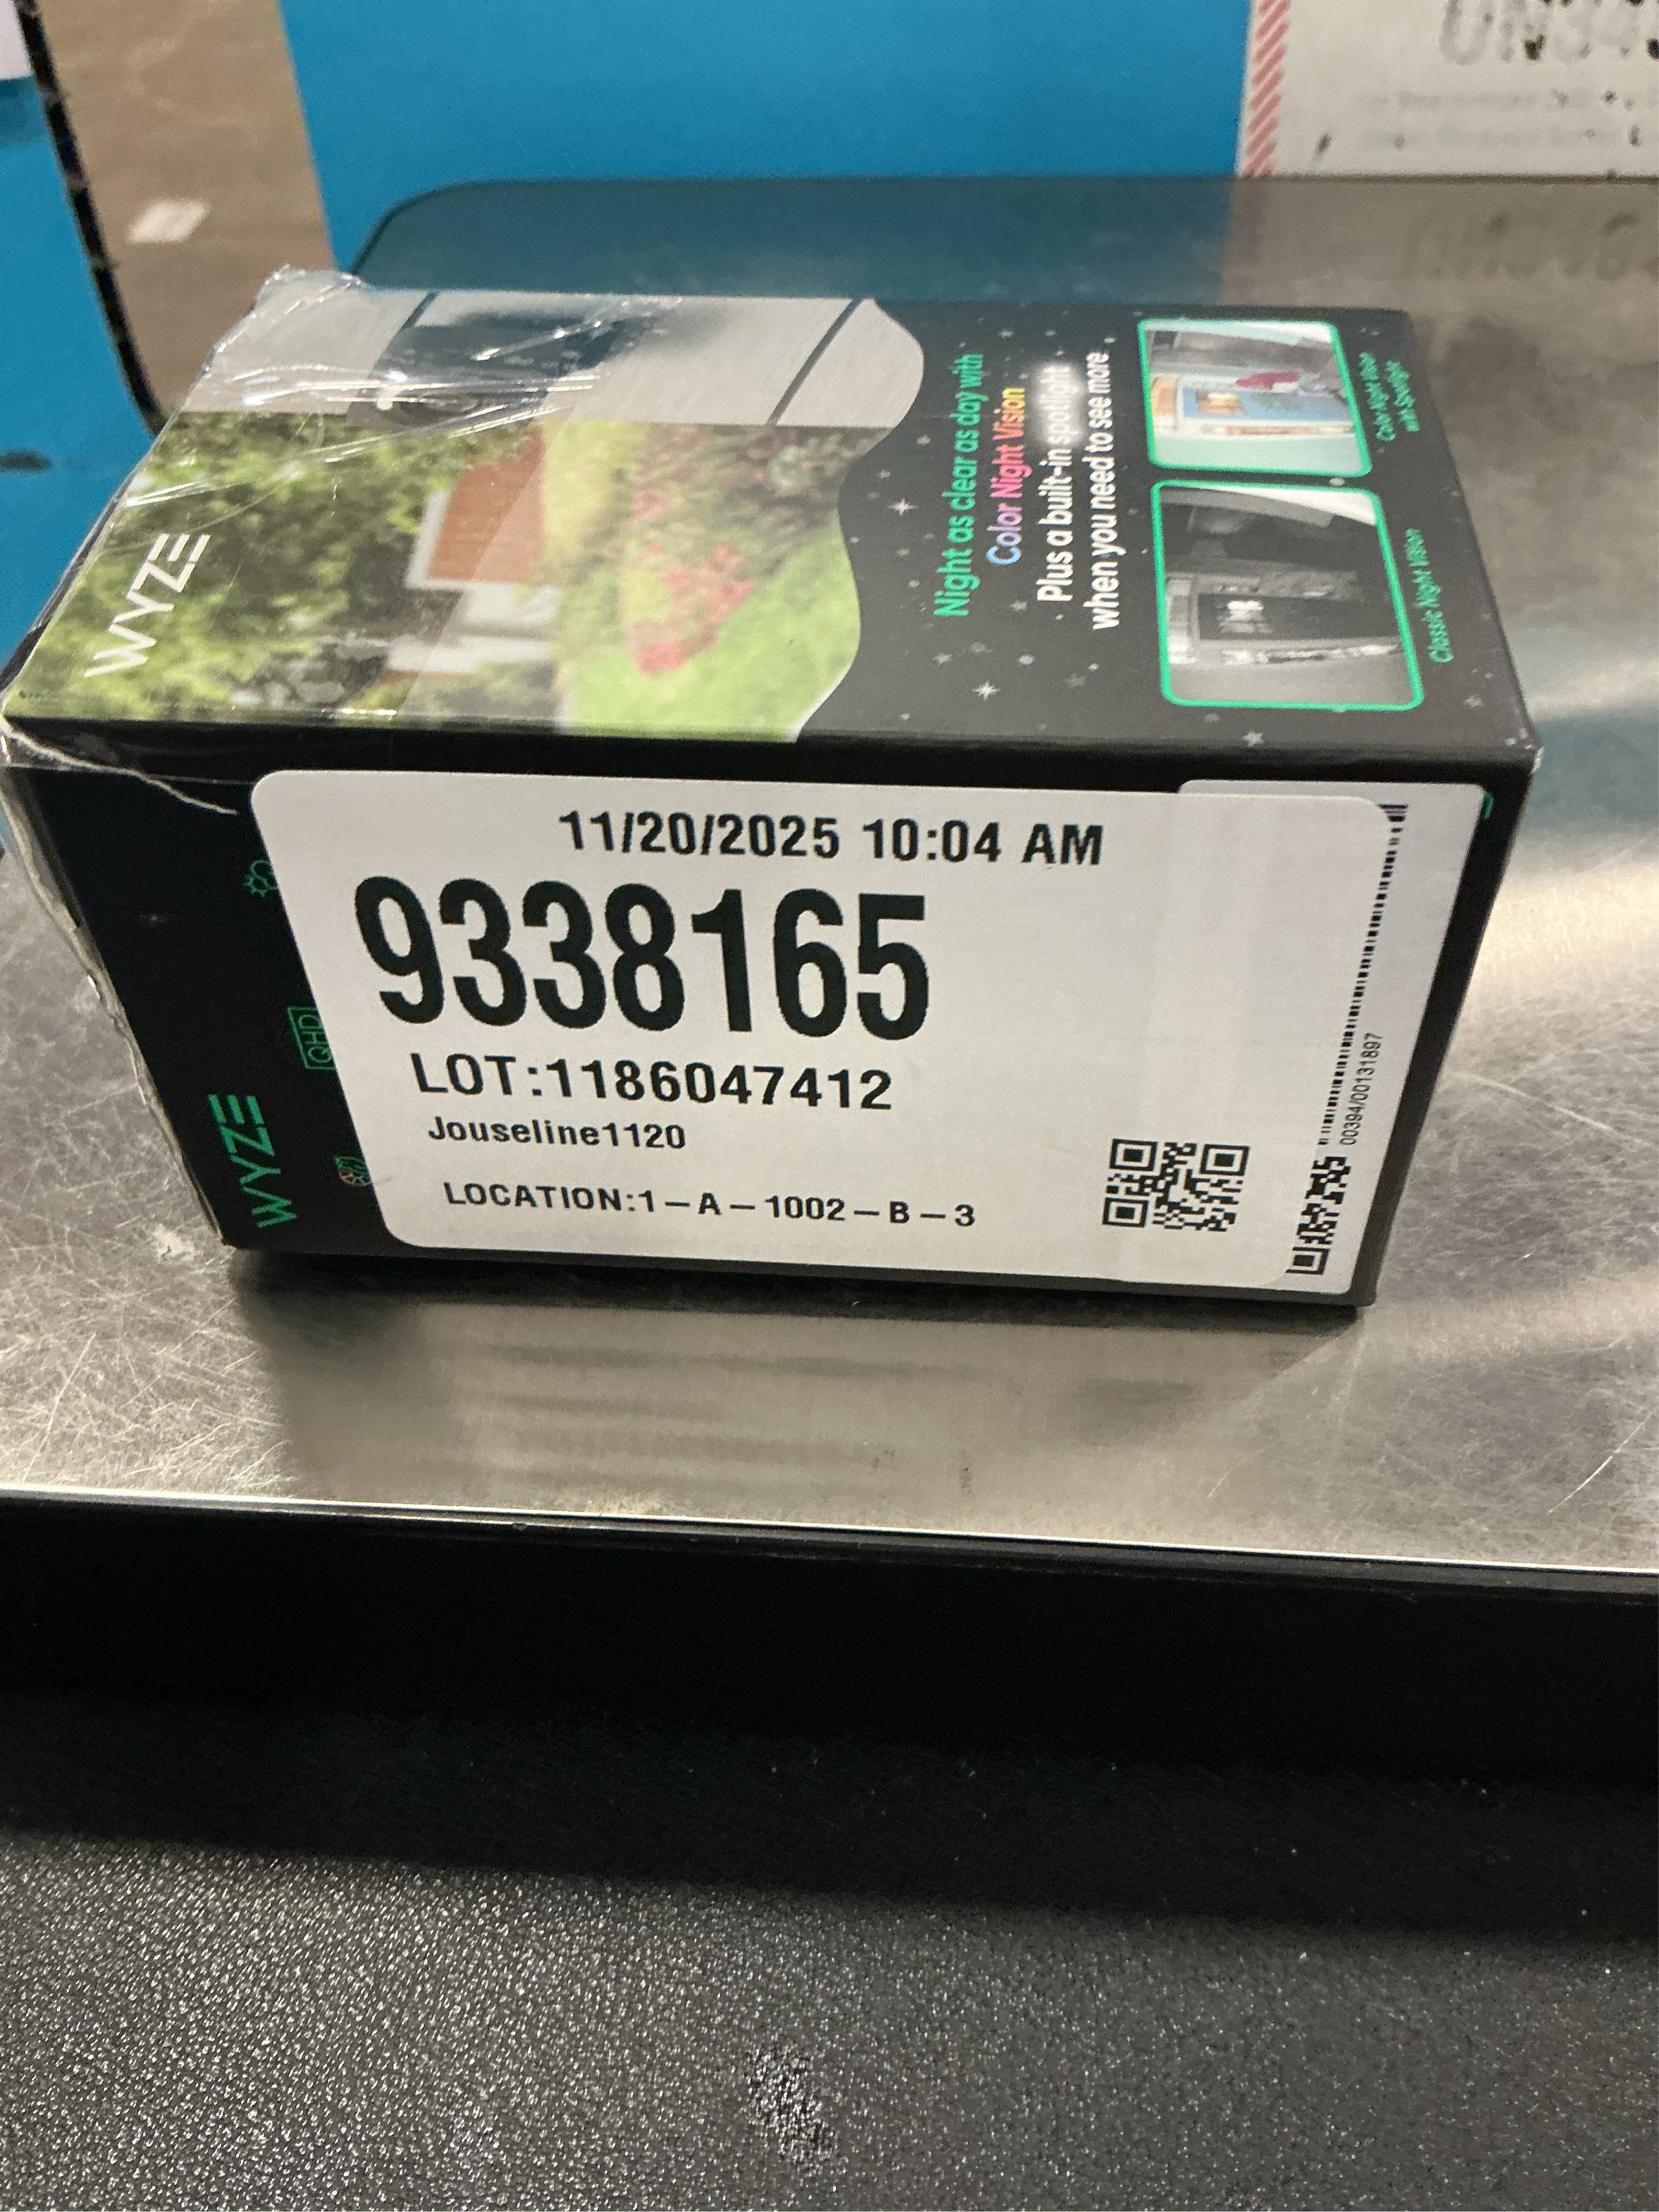 WYZE
Night as clear as day with
Color Night Vision
Plus a built-in spotlight
when you need to see more
Color Night Vision
with Spotlight
Classic Night Vision
11/20/2025 10:04 AM
9338165
LOT:1186047412
Jouseline1120
LOCATION:1-A-1002-B-3
00394/00131897
QHD
WYZE